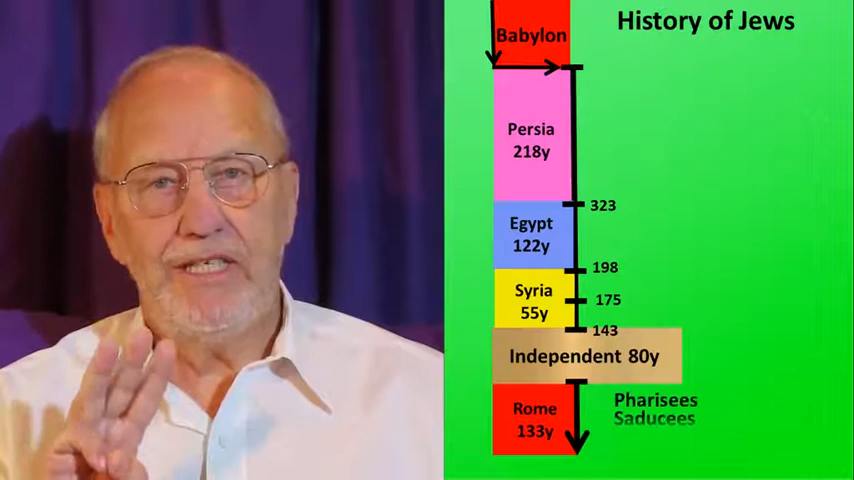 History of Jews
Babylon
Persia
218y
323
Egypt
122y
198
Syria
55y
175
143
Independent 80y
Rome
133y
Pharisees
Saducees